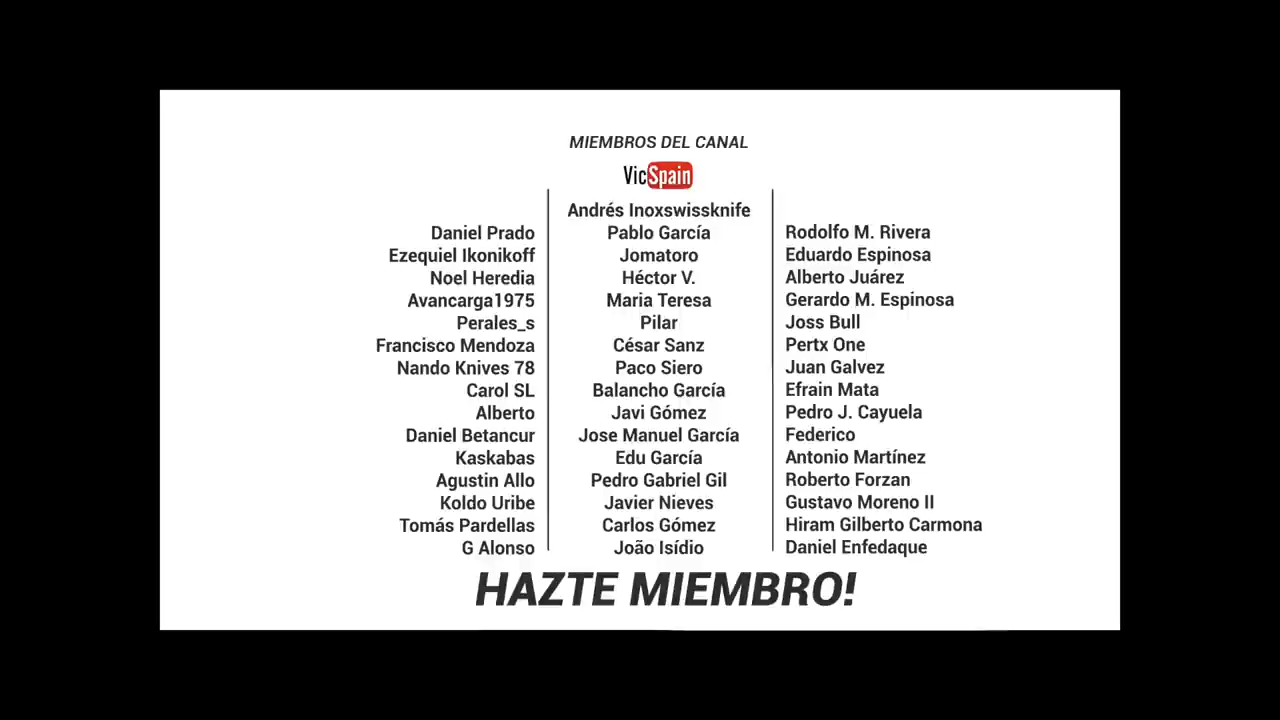 MIEMBROS DEL CANAL
VicSpain
Daniel Prado
Ezequiel Ikonikoff
Noel Heredia
Avancarga1975
Perales_s
Francisco Mendoza
Nando Knives 78
Carol SL
Alberto
Daniel Betancur
Kaskabas
Agustin Allo
Koldo Uribe
Tomás Pardellas
G Alonso
Andrés Inoxswissknife
Pablo García
Jomatoro
Héctor V.
Maria Teresa
Pilar
César Sanz
Paco Siero
Balancho García
Javi Gómez
Jose Manuel García
Edu García
Pedro Gabriel Gil
Javier Nieves
Carlos Gómez
João Isídio
Rodolfo M. Rivera
Eduardo Espinosa
Alberto Juárez
Gerardo M. Espinosa
Joss Bull
Pertx One
Juan Galvez
Efrain Mata
Pedro J. Cayuela
Federico
Antonio Martínez
Roberto Forzan
Gustavo Moreno II
Hiram Gilberto Carmona
Daniel Enfedaque
HAZTE MIEMBRO!